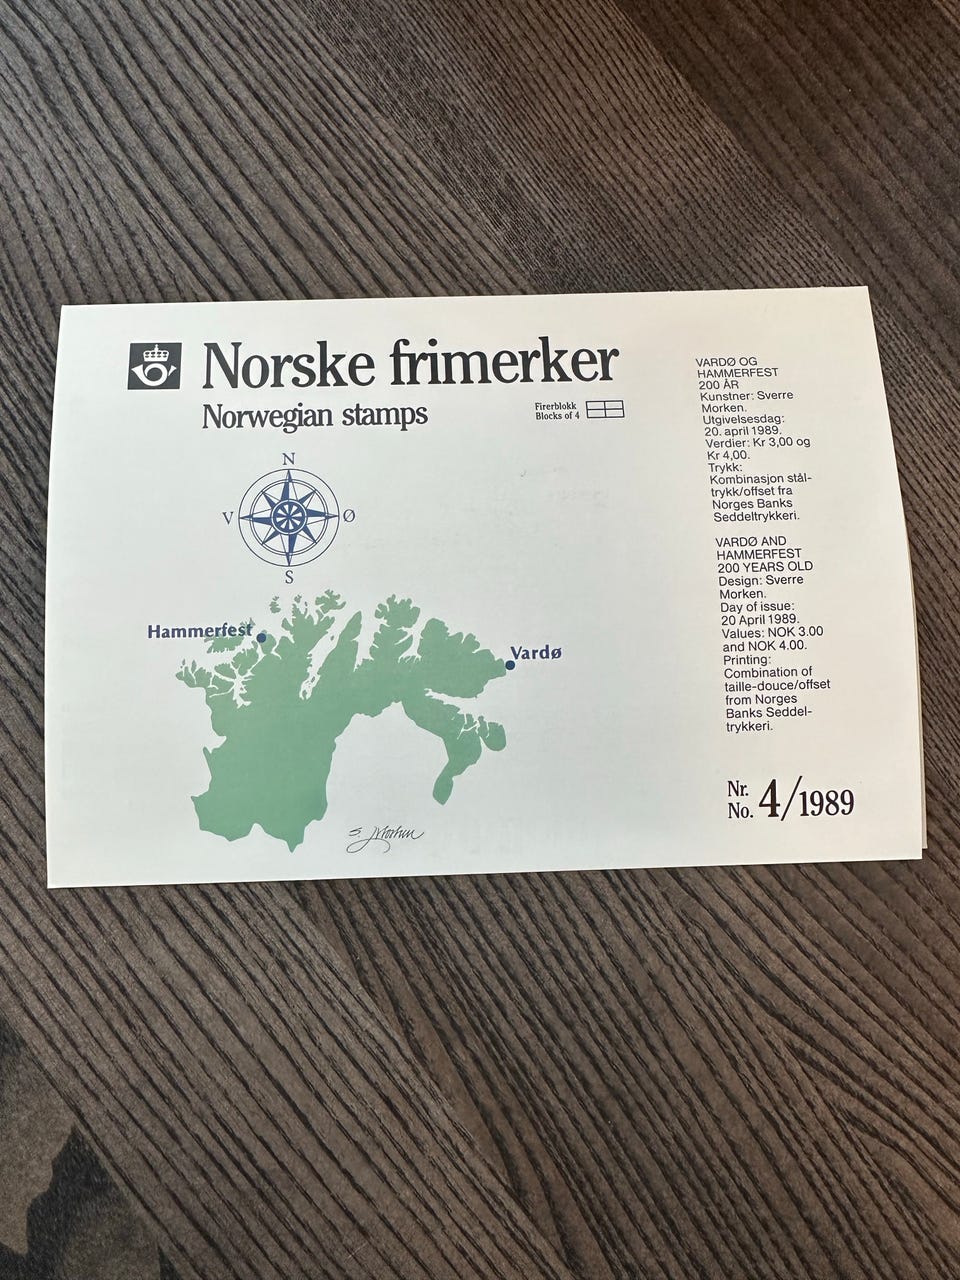 Norske frimerker
Norwegian stamps
Firerblokk
Blocks of 4
N
V
Ø
S
Hammerfest
Vardø
VARDØ OG
HAMMERFEST
200 ÅR
Kunstner: Sverre
Morken.
Utgivelsesdag:
20. april 1989.
Verdier: Kr 3,00 og
Kr 4,00.
Trykk:
Kombinasjon stål-
trykk/offset fra
Norges Banks
Seddeltrykkeri.
VARDØ AND
HAMMERFEST
200 YEARS OLD
Design: Sverre
Morken.
Day of issue:
20 April 1989.
Values: NOK 3.00
and NOK 4.00.
Printing:
Combination of
taille-douce/offset
from Norges
Banks Seddel-
trykkeri.
Nr.
No. 4/1989
S. Morken